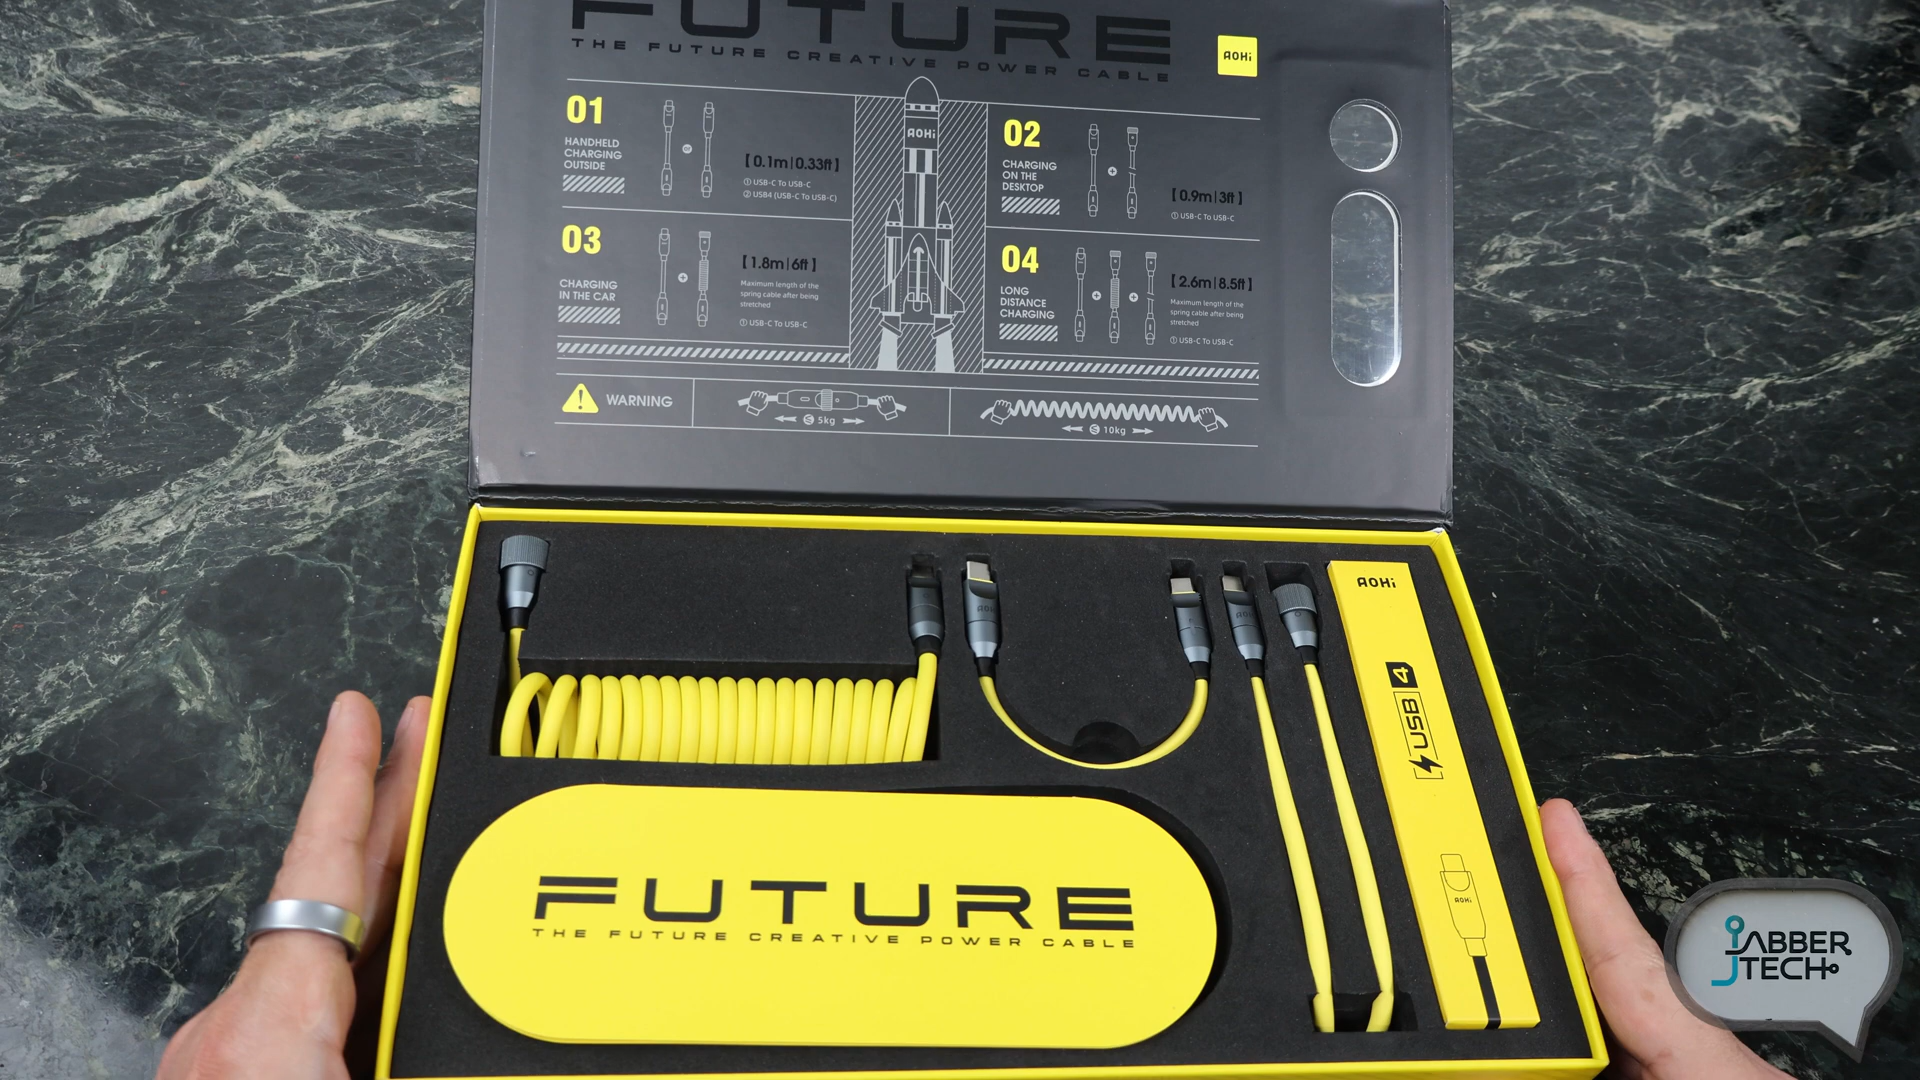 FUTURE
THE FUTURE CREATIVE POWER CABLE
AOHi
01
HANDHELD
CHARGING
OUTSIDE
or
[ 0.1m | 0.33ft ]
① USB-C To USB-C
② USB4 (USB-C To USB-C)
AOHi
02
CHARGING
ON THE
DESKTOP
[ 0.9m | 3ft ]
① USB-C To USB-C
03
CHARGING
IN THE CAR
[ 1.8m | 6ft ]
Maximum length of the
spring cable after being
stretched
① USB-C To USB-C
04
LONG
DISTANCE
CHARGING
[ 2.6m | 8.5ft ]
Maximum length of the
spring cable after being
stretched
① USB-C To USB-C
WARNING
≤ 5kg
≤ 10kg
AOHi
USB 4
AOHi
FUTURE
THE FUTURE CREATIVE POWER CABLE
JABBER
TECH